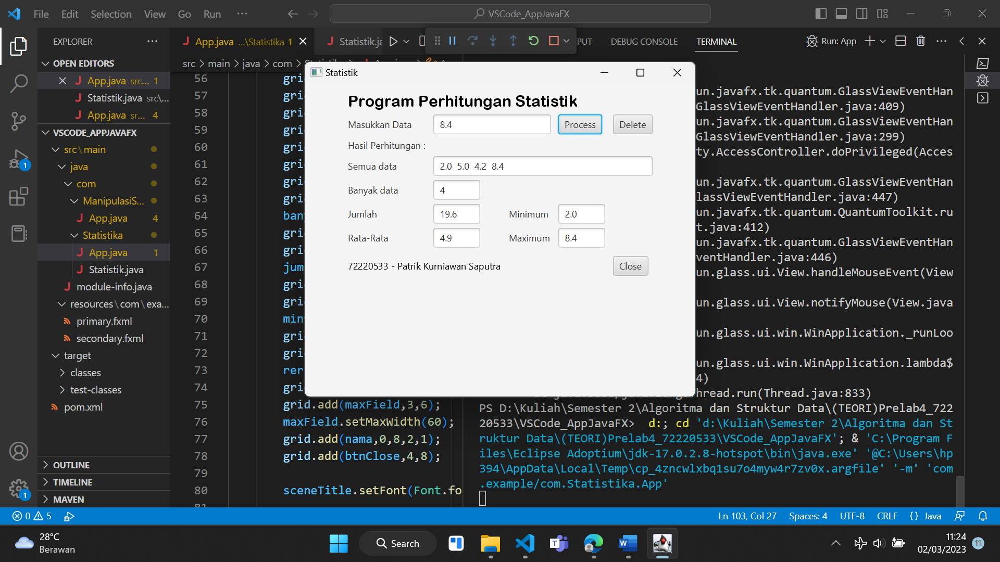 File Edit Selection View Go Run ···
VSCode_AppJavaFX
EXPLORER
OPEN EDITORS
App.java src... 1
Statistik.java src\...
App.java sr... 4
VSCODE_APPJAVAFX
src\main
java
com
ManipulasiS...
App.java 4
Statistika
App.java 1
Statistik.java
module-info.java
resources\com\exa...
primary.fxml
secondary.fxml
target
classes
test-classes
pom.xml
OUTLINE
TIMELINE
MAVEN
App.java ...\Statistika 1
Statistik.ja
src > main > java > com >
56 gri
57 gri
58 gri
59 gri
60 gri
61 gri
62 gri
63 gri
64 ban
65 gri
66 gri
67 jum
68 gri
69 gri
70 min
71 gri
72 gri
73 rer
74 gri
75 grid.add(maxField,3,6);
76 maxField.setMaxWidth(60);
77 grid.add(nama,0,8,2,1);
78 grid.add(btnClose,4,8);
79
80 sceneTitle.setFont(Font.fo
81
Statistik
Program Perhitungan Statistik
Masukkan Data 8.4 Process Delete
Hasil Perhitungan :
Semua data 2.0 5.0 4.2 8.4
Banyak data 4
Jumlah 19.6 Minimum 2.0
Rata-Rata 4.9 Maximum 8.4
72220533 - Patrik Kurniawan Saputra Close
PUT DEBUG CONSOLE TERMINAL Run: App
un.javafx.tk.quantum.GlassViewEventHan
GlassViewEventHandler.java:409)
un.javafx.tk.quantum.GlassViewEventHan
GlassViewEventHandler.java:299)
ty.AccessController.doPrivileged(Acces
un.javafx.tk.quantum.GlassViewEventHan
lassViewEventHandler.java:447)
un.javafx.tk.quantum.QuantumToolkit.ru
t.java:412)
un.javafx.tk.quantum.GlassViewEventHan
ventHandler.java:446)
un.glass.ui.View.handleMouseEvent(View
un.glass.ui.View.notifyMouse(View.java
un.glass.ui.win.WinApplication._runLoo
un.glass.ui.win.WinApplication.lambda$
4)
hread.run(Thread.java:833)
PS D:\Kuliah\Semester 2\Algoritma dan Struktur Data\(TEORI)Prelab4_722
20533\VSCode_AppJavaFX> d:; cd 'd:\Kuliah\Semester 2\Algoritma dan St
ruktur Data\(TEORI)Prelab4_72220533\VSCode_AppJavaFX'; & 'C:\Program F
iles\Eclipse Adoptium\jdk-17.0.2.8-hotspot\bin\java.exe' '@C:\Users\hp
394\AppData\Local\Temp\cp_4zncwlxbq1su7o4myw4r7zv0x.argfile' '-m' 'com
.example/com.Statistika.App'
0 5
Ln 103, Col 27 Spaces: 4 UTF-8 CRLF {} Java
28°C
Berawan
Search
11:24
02/03/2023
11